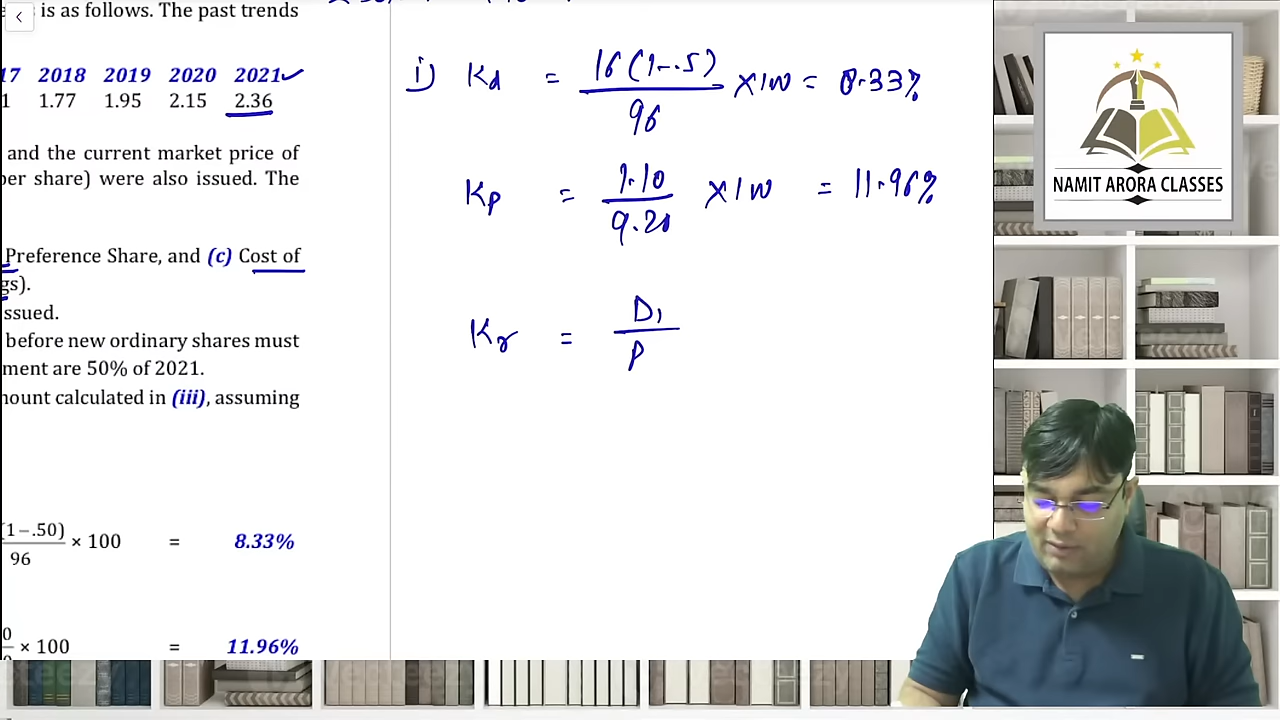 is as follows. The past trends
17 2018 2019 2020 2021
1 1.77 1.95 2.15 2.36
and the current market price of
per share) were also issued. The
Preference Share, and (c) Cost of
gs).
ssued.
before new ordinary shares must
ment are 50% of 2021.
nount calculated in (iii), assuming
(1−.50)
96
× 100 = 8.33%
0
× 100 = 11.96%
i) Kd = 16(1-.5) / 96 × 100 = 8.33%
Kp = 1.10 / 9.20 × 100 = 11.96%
Kr = D1 / P
NAMIT ARORA CLASSES